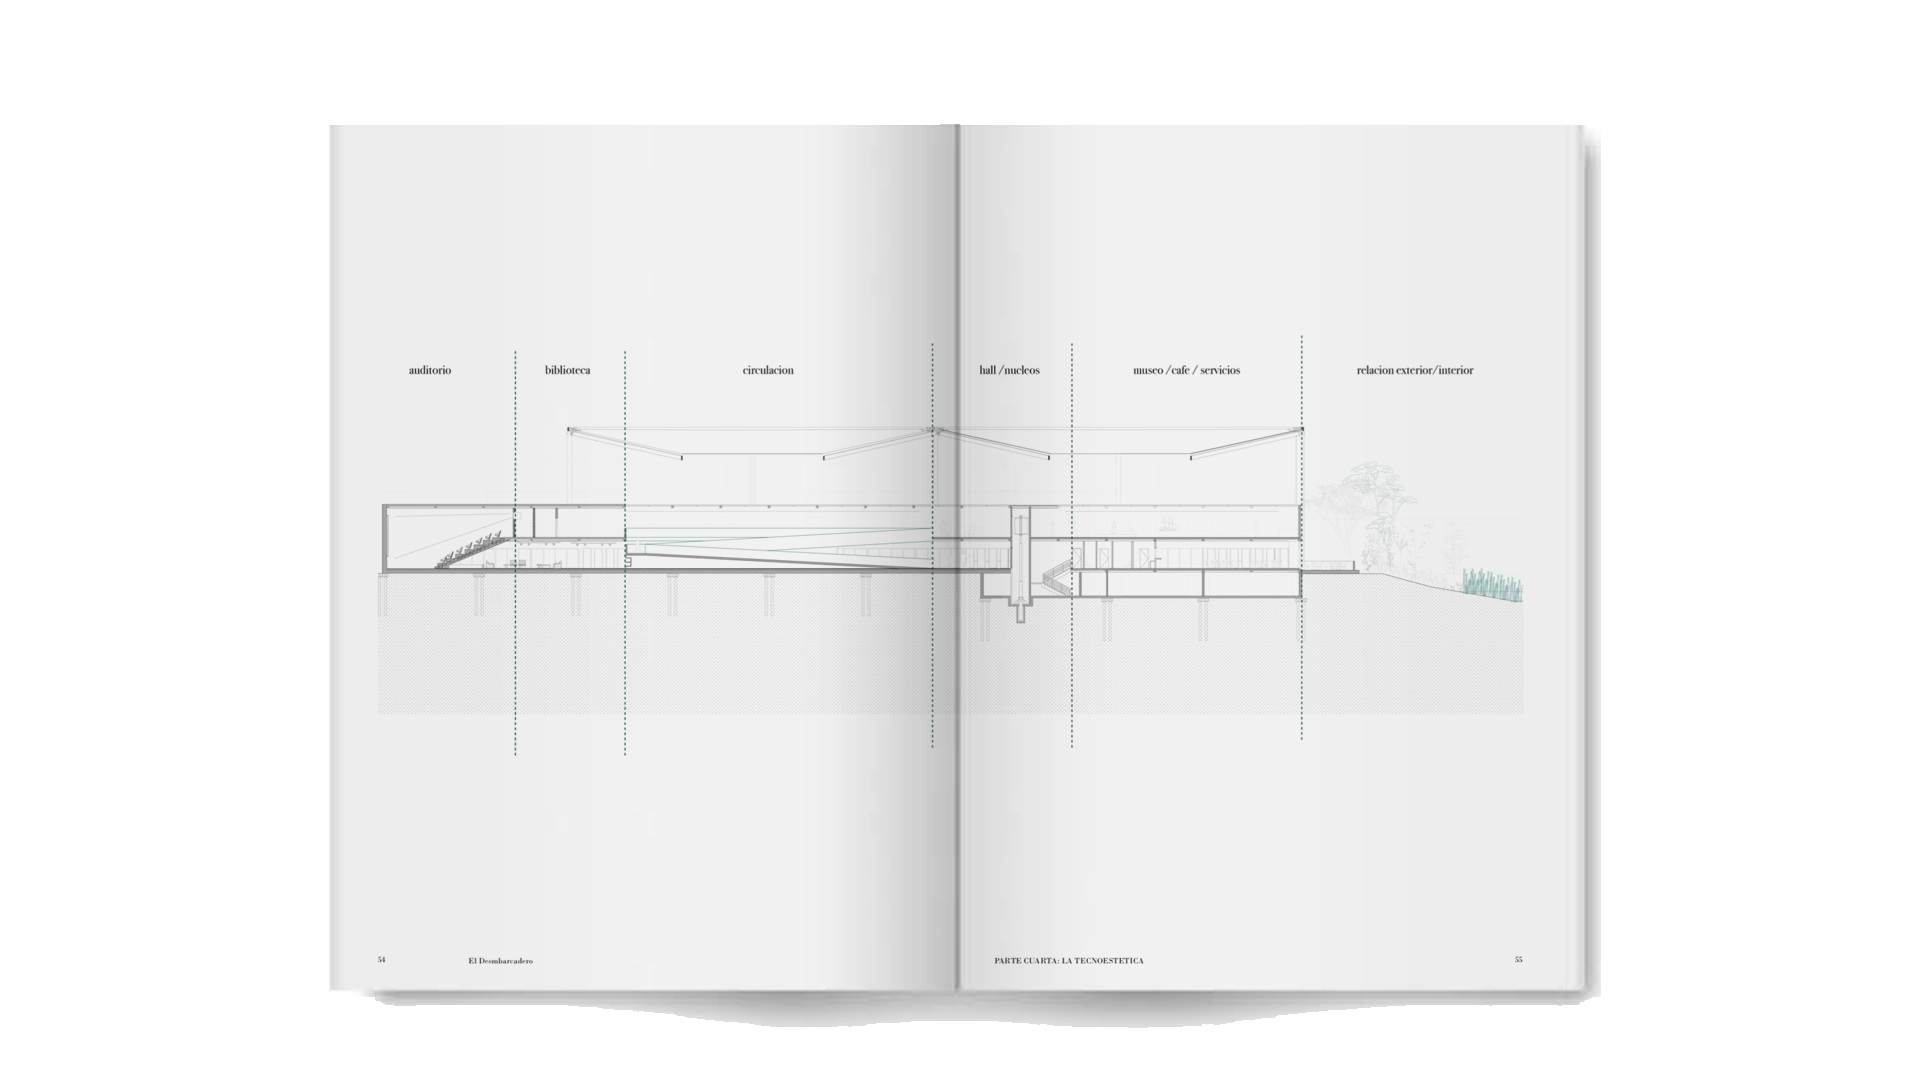 auditorio
biblioteca
circulacion
hall /nucleos
museo /cafe / servicios
relacion exterior/interior
54
El Desmbarcadero
PARTE CUARTA: LA TECNOESTETICA
55